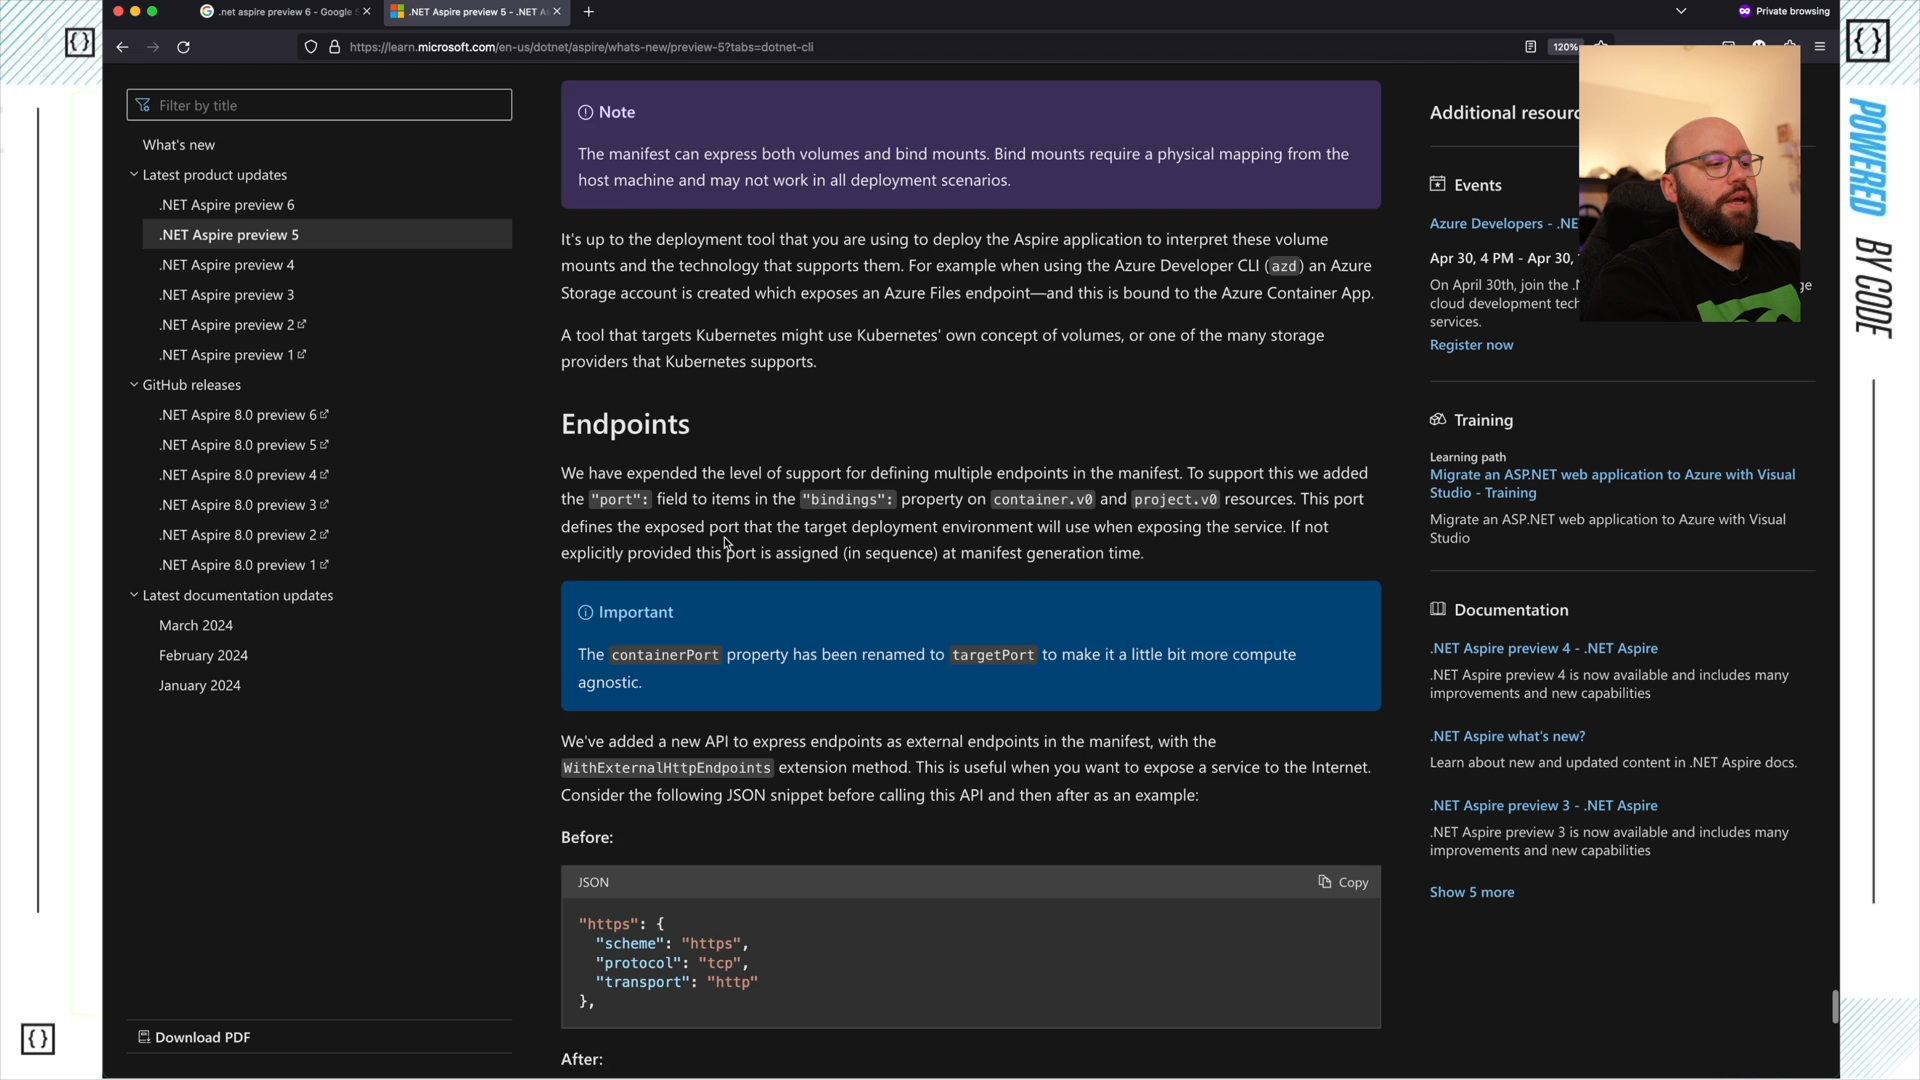 .net aspire preview 6 - Google S
.NET Aspire preview 5 - .NET As
Private browsing
https://learn.microsoft.com/en-us/dotnet/aspire/whats-new/preview-5?tabs=dotnet-cli
120%
Filter by title
What's new
Latest product updates
.NET Aspire preview 6
.NET Aspire preview 5
.NET Aspire preview 4
.NET Aspire preview 3
.NET Aspire preview 2
.NET Aspire preview 1
GitHub releases
.NET Aspire 8.0 preview 6
.NET Aspire 8.0 preview 5
.NET Aspire 8.0 preview 4
.NET Aspire 8.0 preview 3
.NET Aspire 8.0 preview 2
.NET Aspire 8.0 preview 1
Latest documentation updates
March 2024
February 2024
January 2024
Download PDF
Note
The manifest can express both volumes and bind mounts. Bind mounts require a physical mapping from the
host machine and may not work in all deployment scenarios.
It's up to the deployment tool that you are using to deploy the Aspire application to interpret these volume
mounts and the technology that supports them. For example when using the Azure Developer CLI (azd) an Azure
Storage account is created which exposes an Azure Files endpoint—and this is bound to the Azure Container App.
A tool that targets Kubernetes might use Kubernetes' own concept of volumes, or one of the many storage
providers that Kubernetes supports.
Endpoints
We have expended the level of support for defining multiple endpoints in the manifest. To support this we added
the "port": field to items in the "bindings": property on container.v0 and project.v0 resources. This port
defines the exposed port that the target deployment environment will use when exposing the service. If not
explicitly provided this port is assigned (in sequence) at manifest generation time.
Important
The containerPort property has been renamed to targetPort to make it a little bit more compute
agnostic.
We've added a new API to express endpoints as external endpoints in the manifest, with the
WithExternalHttpEndpoints extension method. This is useful when you want to expose a service to the Internet.
Consider the following JSON snippet before calling this API and then after as an example:
Before:
JSON
Copy
"https": {
"scheme": "https",
"protocol": "tcp",
"transport": "http"
},
After:
Additional resour
Events
Azure Developers - .NE
Apr 30, 4 PM - Apr 30,
On April 30th, join the .N
ge
cloud development tech
services.
Register now
Training
Learning path
Migrate an ASP.NET web application to Azure with Visual
Studio - Training
Migrate an ASP.NET web application to Azure with Visual
Studio
Documentation
.NET Aspire preview 4 - .NET Aspire
.NET Aspire preview 4 is now available and includes many
improvements and new capabilities
.NET Aspire what's new?
Learn about new and updated content in .NET Aspire docs.
.NET Aspire preview 3 - .NET Aspire
.NET Aspire preview 3 is now available and includes many
improvements and new capabilities
Show 5 more
{}
{}
{}
POWERED
BY CODE